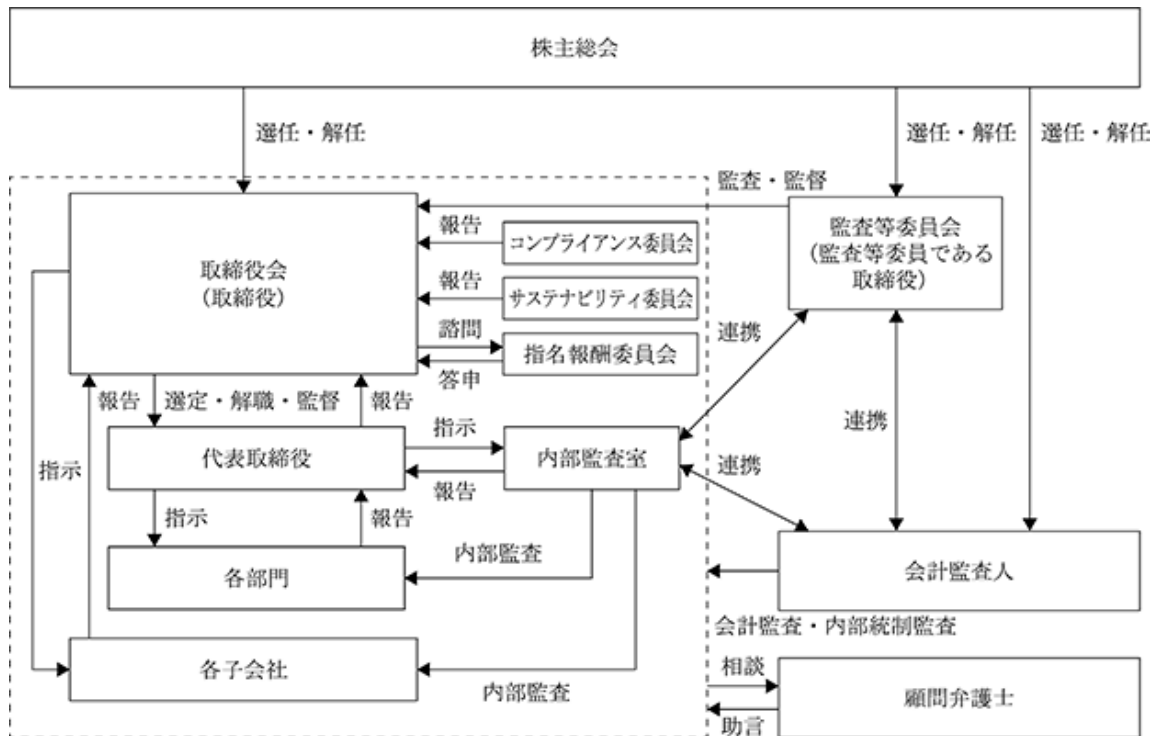 株主総会
選任・解任
選任・解任
選任・解任
監査・監督
取締役会
(取締役)
報告
コンプライアンス委員会
報告
サステナビリティ委員会
諮問
指名報酬委員会
答申
監査等委員会
(監査等委員である
取締役)
連携
連携
連携
報告
選定・解職・監督
報告
指示
代表取締役
指示
報告
内部監査室
指示
報告
内部監査
各部門
会計監査人
会計監査・内部統制監査
各子会社
内部監査
相談
助言
顧問弁護士